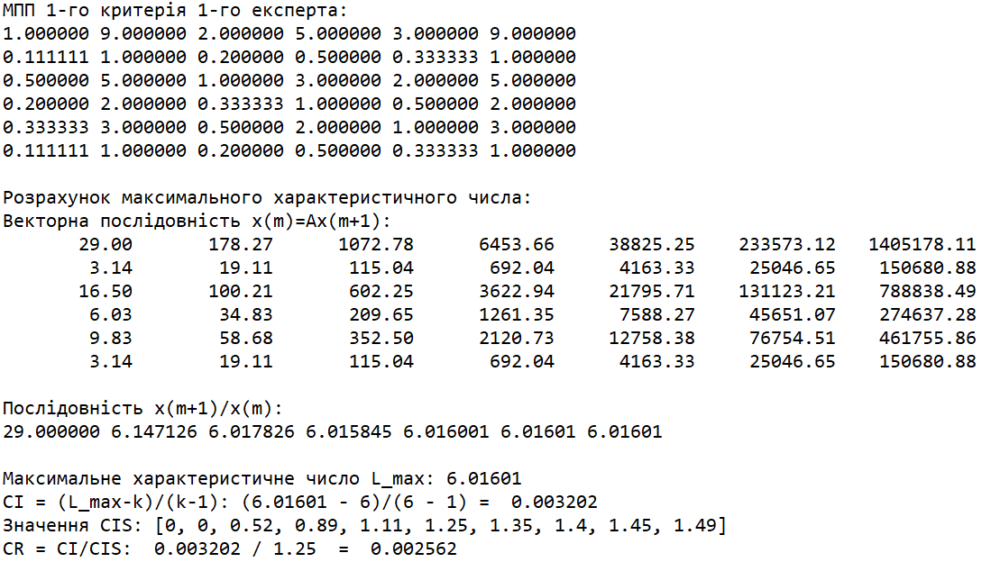 МПП 1-го критерія 1-го експерта:
1.000000 9.000000 2.000000 5.000000 3.000000 9.000000
0.111111 1.000000 0.200000 0.500000 0.333333 1.000000
0.500000 5.000000 1.000000 3.000000 2.000000 5.000000
0.200000 2.000000 0.333333 1.000000 0.500000 2.000000
0.333333 3.000000 0.500000 2.000000 1.000000 3.000000
0.111111 1.000000 0.200000 0.500000 0.333333 1.000000
Розрахунок максимального характеристичного числа:
Векторна послідовність x(m)=Ax(m+1):
29.00 178.27 1072.78 6453.66 38825.25 233573.12 1405178.11
3.14 19.11 115.04 692.04 4163.33 25046.65 150680.88
16.50 100.21 602.25 3622.94 21795.71 131123.21 788838.49
6.03 34.83 209.65 1261.35 7588.27 45651.07 274637.28
9.83 58.68 352.50 2120.73 12758.38 76754.51 461755.86
3.14 19.11 115.04 692.04 4163.33 25046.65 150680.88
Послідовність x(m+1)/x(m):
29.000000 6.147126 6.017826 6.015845 6.016001 6.01601 6.01601
Максимальне характеристичне число L_max: 6.01601
CI = (L_max-k)/(k-1): (6.01601 - 6)/(6 - 1) = 0.003202
Значення CIS: [0, 0, 0.52, 0.89, 1.11, 1.25, 1.35, 1.4, 1.45, 1.49]
CR = CI/CIS: 0.003202 / 1.25 = 0.002562